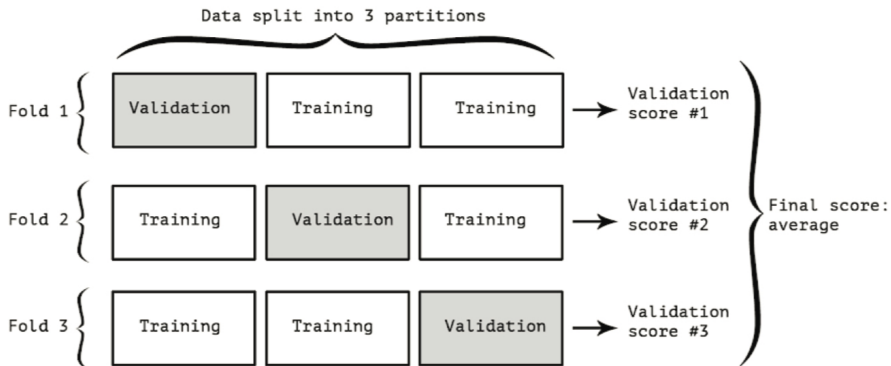 Data split into 3 partitions
Fold 1
Validation
Training
Training
Validation
score #1
Fold 2
Training
Validation
Training
Validation
score #2
Final score:
average
Fold 3
Training
Training
Validation
Validation
score #3